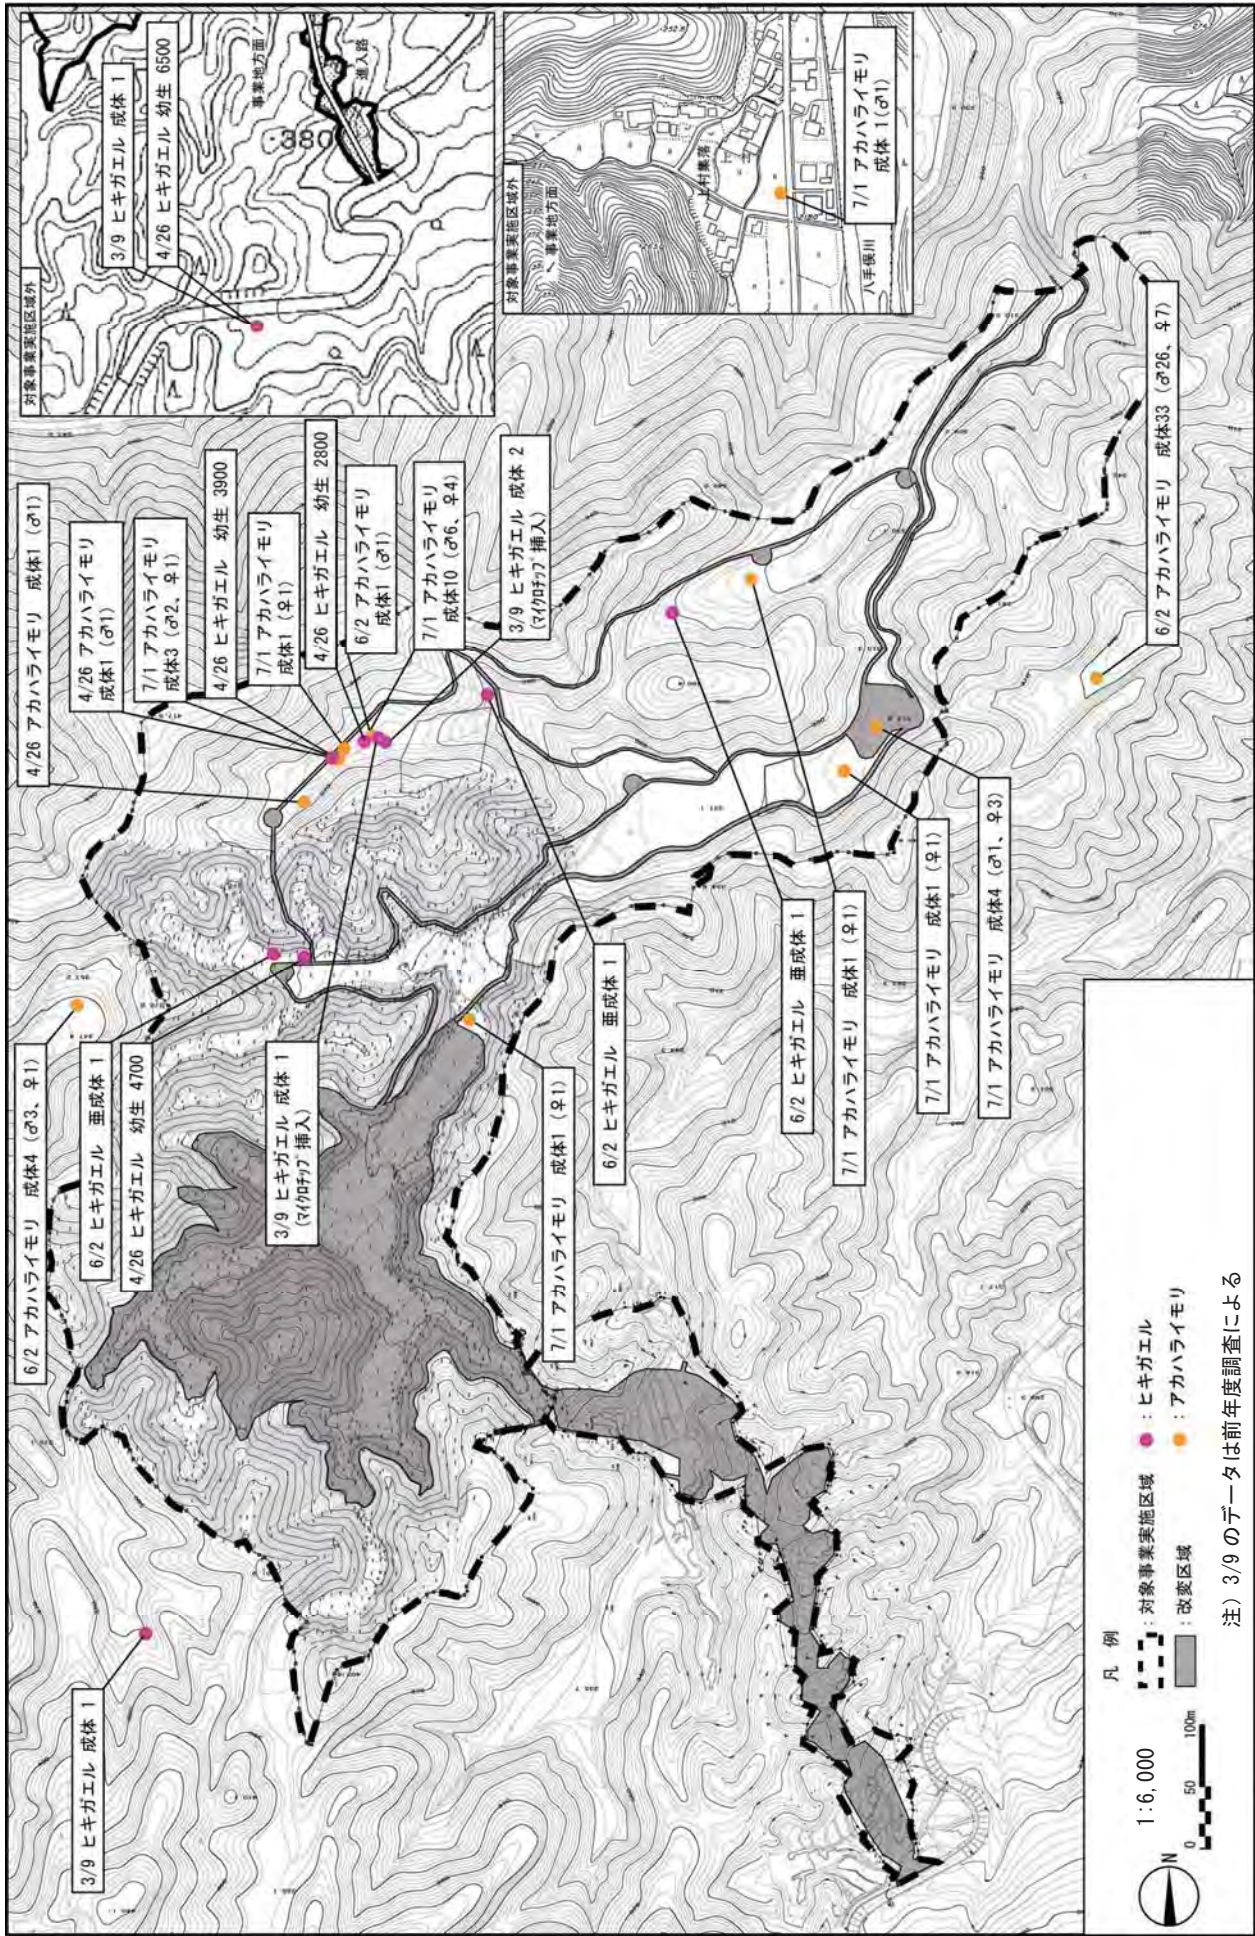 対象事業実施区域外
3/9 ヒキガエル 成体 1
4/26 ヒキガエル 幼生 6500
事業地方面
進入路
・380
対象事業実施区域外
事業地方面
上村集落
八手俣川
7/1 アカハライモリ
成体 1(♂1)
4/26 アカハライモリ 成体1 (♂1)
4/26 アカハライモリ
成体1 (♂1)
7/1 アカハライモリ
成体3 (♂2、♀1)
4/26 ヒキガエル 幼生 3900
7/1 アカハライモリ
成体1 (♀1)
4/26 ヒキガエル 幼生 2800
6/2 アカハライモリ
成体1 (♂1)
7/1 アカハライモリ
成体10 (♂6、♀4)
3/9 ヒキガエル 成体 2
(マイクロチップ挿入)
6/2 アカハライモリ 成体4 (♂3、♀1)
6/2 ヒキガエル 亜成体 1
4/26 ヒキガエル 幼生 4700
3/9 ヒキガエル 成体 1
(マイクロチップ挿入)
7/1 アカハライモリ 成体1 (♀1)
6/2 ヒキガエル 亜成体 1
6/2 ヒキガエル 亜成体 1
7/1 アカハライモリ 成体1 (♀1)
7/1 アカハライモリ 成体1 (♀1)
7/1 アカハライモリ 成体4 (♂1、♀3)
6/2 アカハライモリ 成体33 (♂26、♀7)
3/9 ヒキガエル 成体 1
凡 例
1:6,000
N
0 50 100m
：対象事業実施区域
：改変区域
：ヒキガエル
：アカハライモリ
注）3/9 のデータは前年度調査による